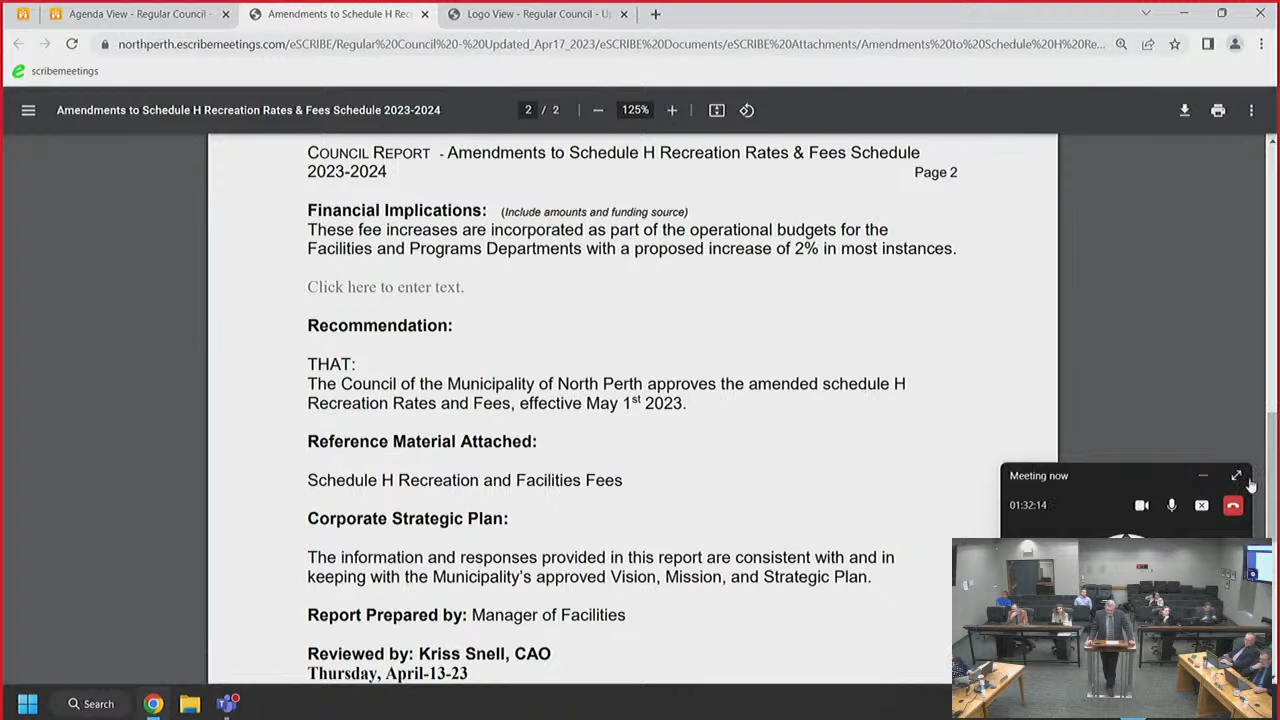 Agenda View - Regular Council -
Amendments to Schedule H Rec
Logo View - Regular Council - Up
northperth.escribemeetings.com/eSCRIBE/Regular%20Council%20-%20Updated_Apr17_2023/eSCRIBE%20Documents/eSCRIBE%20Attachments/Amendments%20to%20Schedule%20H%20Re...
scribemeetings
Amendments to Schedule H Recreation Rates & Fees Schedule 2023-2024
2 / 2
125%
COUNCIL REPORT - Amendments to Schedule H Recreation Rates & Fees Schedule
2023-2024
Page 2
Financial Implications: (Include amounts and funding source)
These fee increases are incorporated as part of the operational budgets for the
Facilities and Programs Departments with a proposed increase of 2% in most instances.
Click here to enter text.
Recommendation:
THAT:
The Council of the Municipality of North Perth approves the amended schedule H
Recreation Rates and Fees, effective May 1st 2023.
Reference Material Attached:
Schedule H Recreation and Facilities Fees
Corporate Strategic Plan:
The information and responses provided in this report are consistent with and in
keeping with the Municipality's approved Vision, Mission, and Strategic Plan.
Report Prepared by: Manager of Facilities
Reviewed by: Kriss Snell, CAO
Thursday, April-13-23
Meeting now
01:32:14
Search